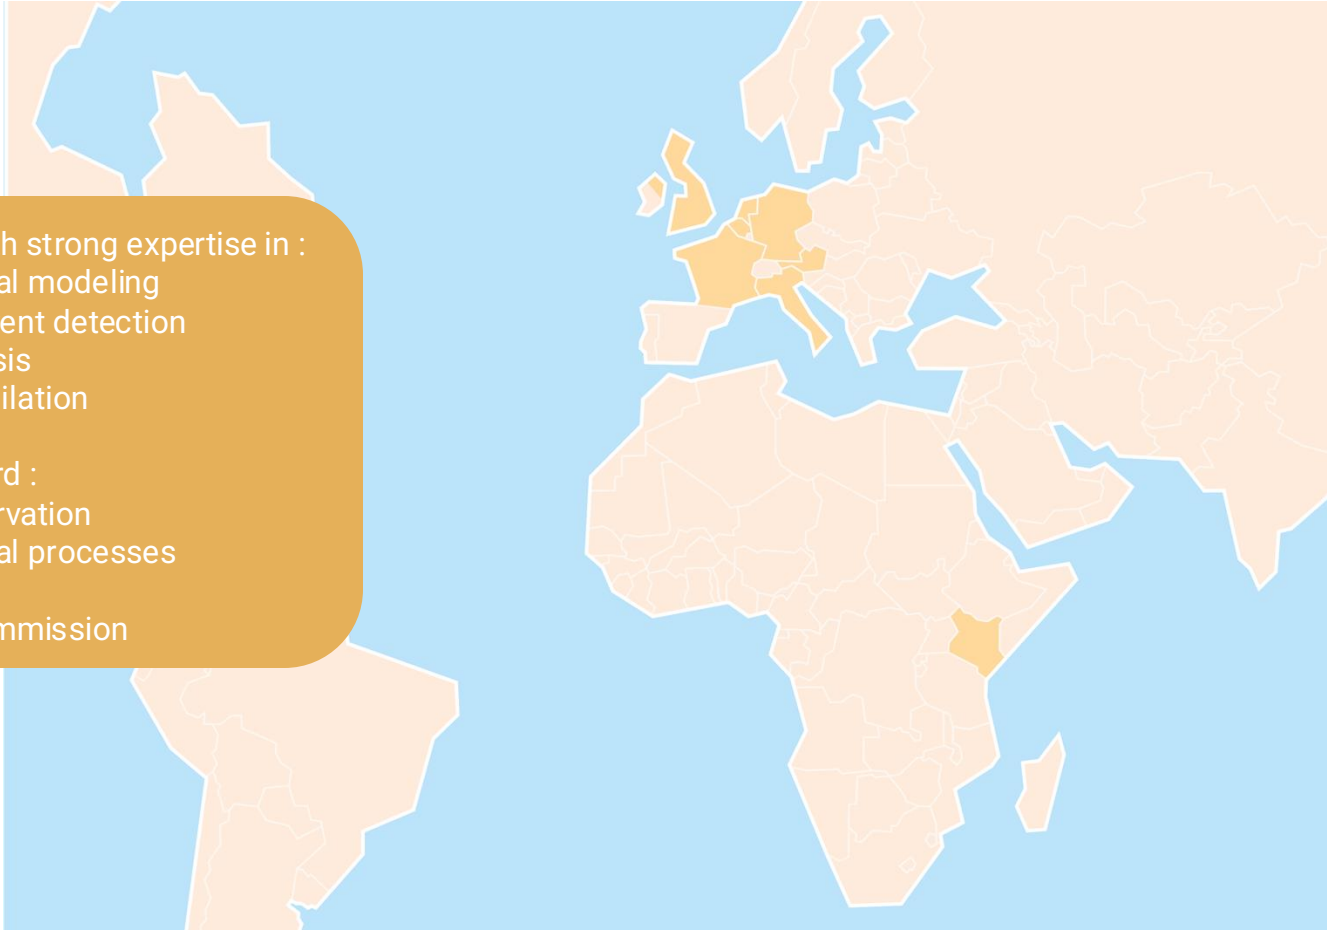 h strong expertise in :
al modeling
ent detection
sis
ilation
rd :
rvation
al processes
mmission